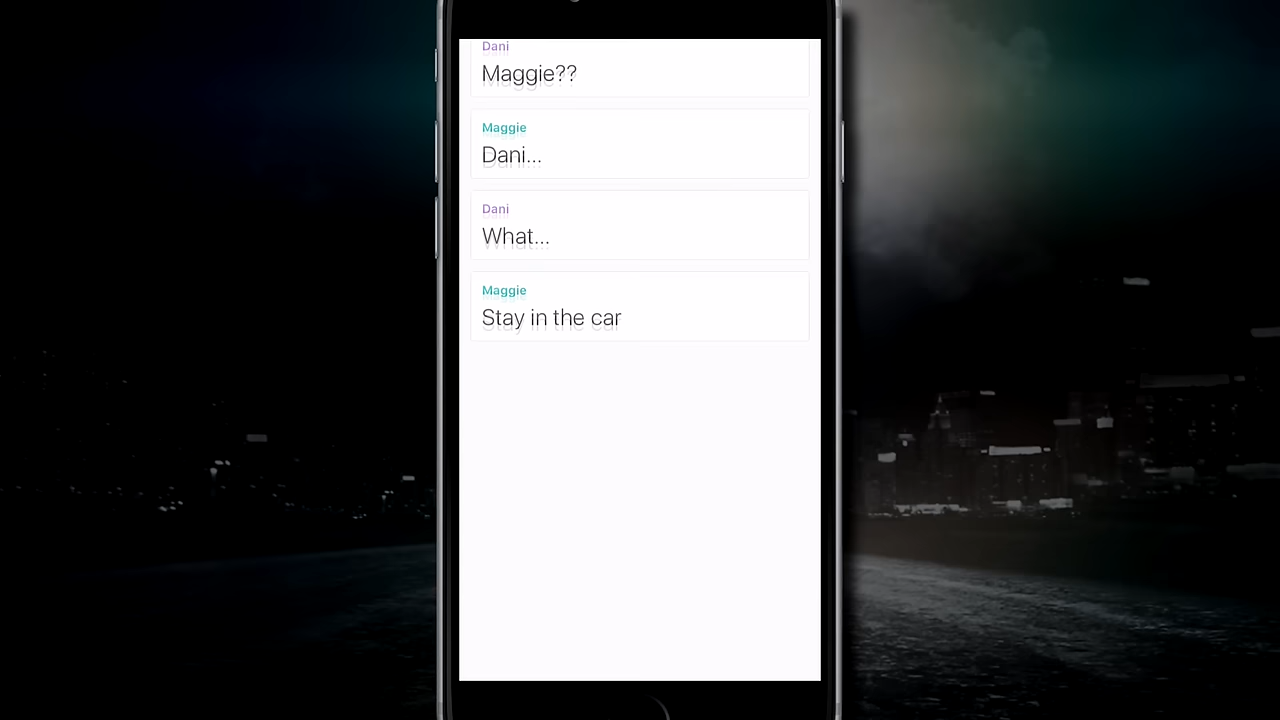 Dani
Maggie??
Maggie
Dani...
Dani
What...
Maggie
Stay in the car